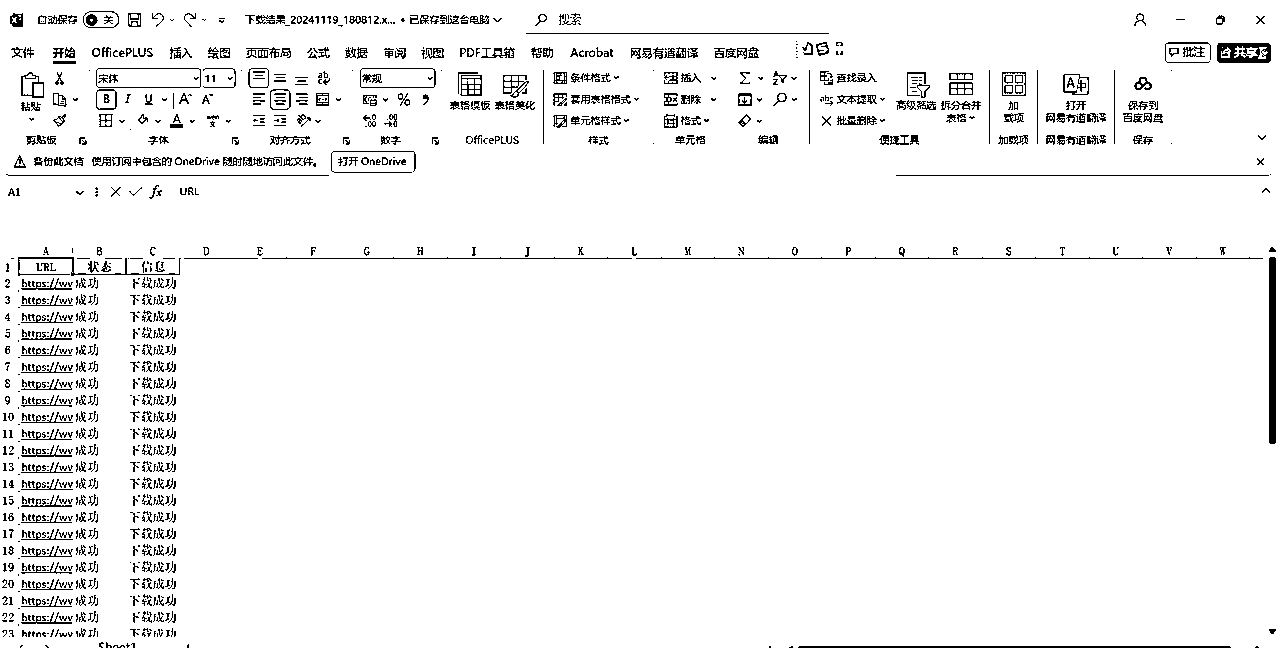 自动保存 关 下载结果_20241119_180812.x... • 已保存到这台电脑 搜索
文件 开始 OfficePLUS 插入 绘图 页面布局 公式 数据 审阅 视图 PDF工具箱 帮助 Acrobat 网易有道翻译 百度网盘 批注 共享
宋体 11 常规 条件格式 插入 查找录入
粘贴 B I U A A % 表格模板 表格美化 套用表格格式 删除 文本提取 高级筛选 拆分合并表格 加载项 打开网易有道翻译 保存到百度网盘
A 单元格样式 格式 批量删除
剪贴板 字体 对齐方式 数字 OfficePLUS 样式 单元格 编辑 便捷工具 加载项 网易有道翻译 保存
备份此文档 使用订阅中包含的 OneDrive 随时随地访问此文件。 打开 OneDrive
A1 fx URL
A B C D E F G H I J K L M N O P Q R S T U V W
1 URL 状态 信息
2 https://wv 成功 下载成功
3 https://wv 成功 下载成功
4 https://wv 成功 下载成功
5 https://wv 成功 下载成功
6 https://wv 成功 下载成功
7 https://wv 成功 下载成功
8 https://wv 成功 下载成功
9 https://wv 成功 下载成功
10 https://wv 成功 下载成功
11 https://wv 成功 下载成功
12 https://wv 成功 下载成功
13 https://wv 成功 下载成功
14 https://wv 成功 下载成功
15 https://wv 成功 下载成功
16 https://wv 成功 下载成功
17 https://wv 成功 下载成功
18 https://wv 成功 下载成功
19 https://wv 成功 下载成功
20 https://wv 成功 下载成功
21 https://wv 成功 下载成功
22 https://wv 成功 下载成功
23 https://wv 成功 下载成功
Sheet1